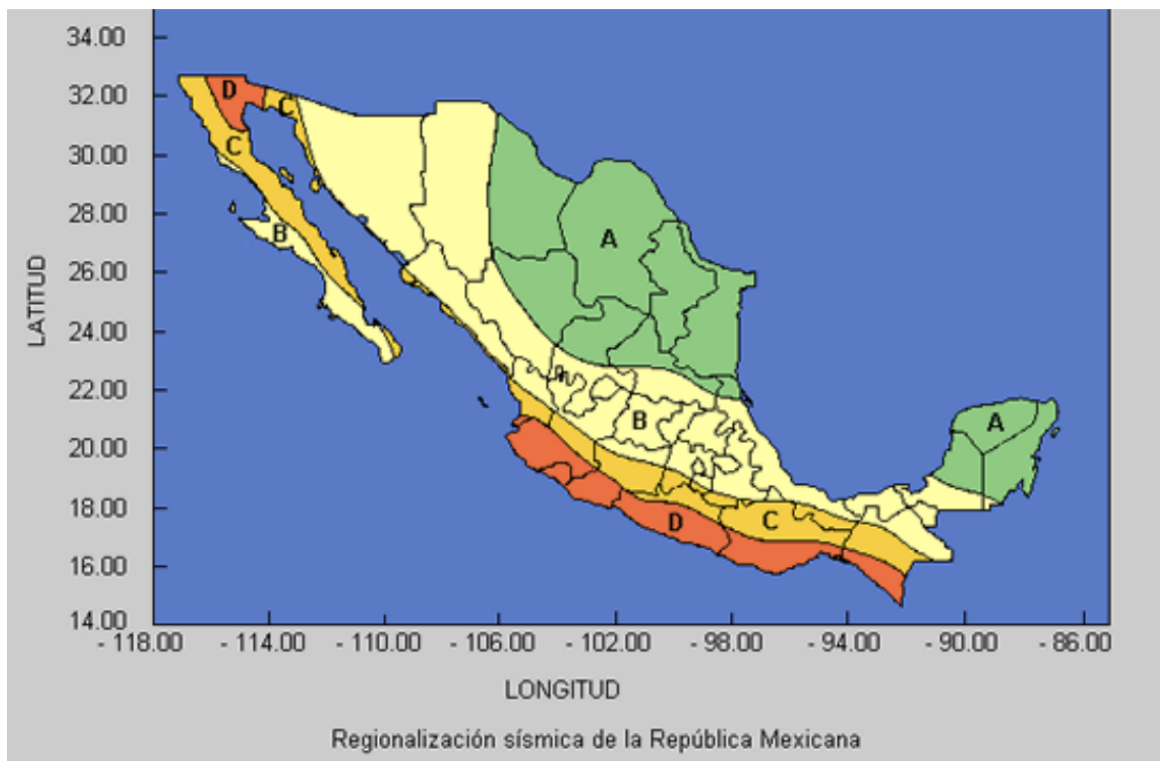 34.00
32.00
30.00
28.00
26.00
24.00
22.00
20.00
18.00
16.00
14.00
LATITUD
D
C
C
B
A
B
A
D
C
- 118.00 - 114.00 - 110.00 - 106.00 - 102.00 - 98.00 - 94.00 - 90.00 - 86.00
LONGITUD
Regionalización sísmica de la República Mexicana